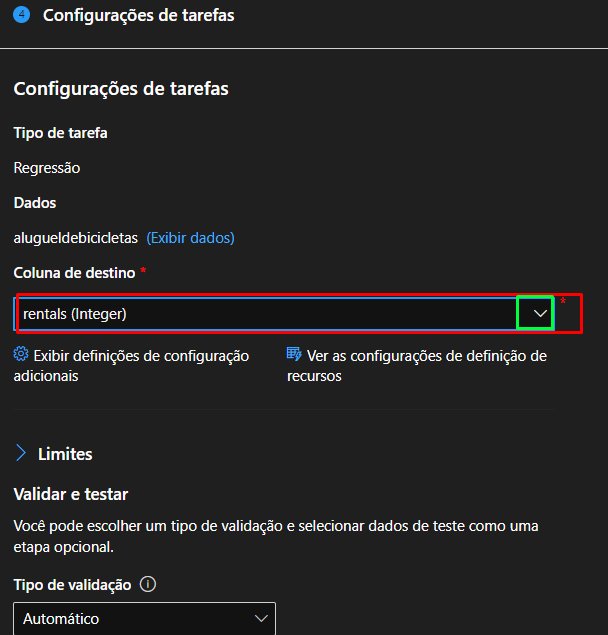 4 Configurações de tarefas
Configurações de tarefas
Tipo de tarefa
Regressão
Dados
alugueldebicicletas (Exibir dados)
Coluna de destino *
rentals (Integer) *
Exibir definições de configuração
adicionais
Ver as configurações de definição de
recursos
Limites
Validar e testar
Você pode escolher um tipo de validação e selecionar dados de teste como uma
etapa opcional.
Tipo de validação
Automático